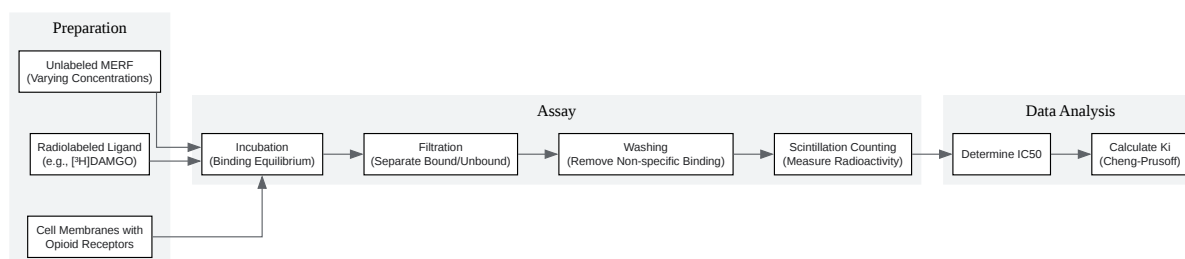 Preparation
Unlabeled MERF
(Varying Concentrations)
Radiolabeled Ligand
(e.g., [³H]DAMGO)
Cell Membranes with
Opioid Receptors
Assay
Incubation
(Binding Equilibrium)
Filtration
(Separate Bound/Unbound)
Washing
(Remove Non-specific Binding)
Scintillation Counting
(Measure Radioactivity)
Data Analysis
Determine IC50
Calculate Ki
(Cheng-Prusoff)